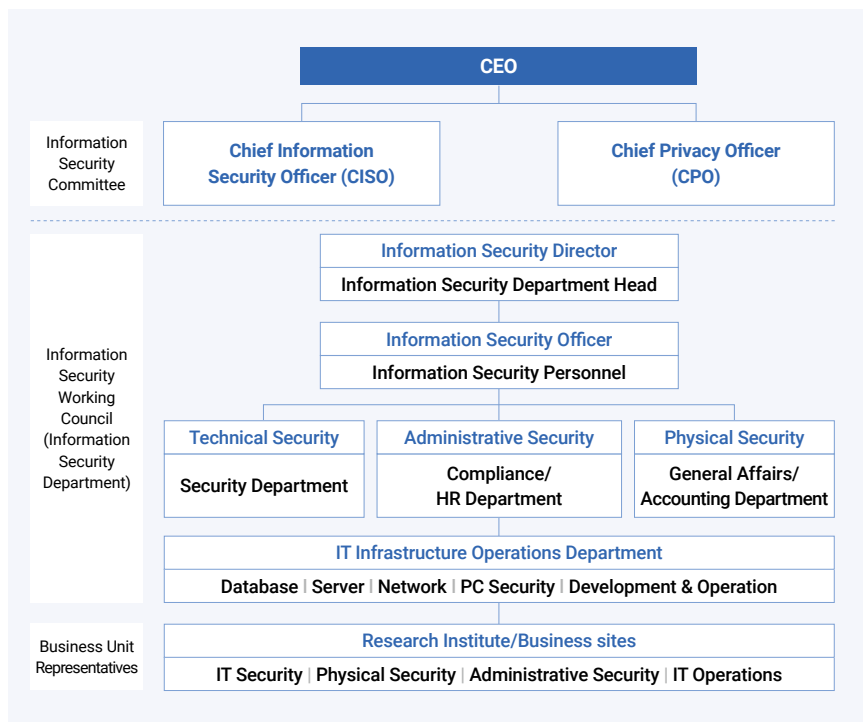 CEO
Information
Security
Committee
Chief Information
Security Officer (CISO)
Chief Privacy Officer
(CPO)
Information
Security
Working
Council
(Information
Security
Department)
Information Security Director
Information Security Department Head
Information Security Officer
Information Security Personnel
Technical Security
Security Department
Administrative Security
Compliance/
HR Department
Physical Security
General Affairs/
Accounting Department
IT Infrastructure Operations Department
Database | Server | Network | PC Security | Development & Operation
Business Unit
Representatives
Research Institute/Business sites
IT Security | Physical Security | Administrative Security | IT Operations